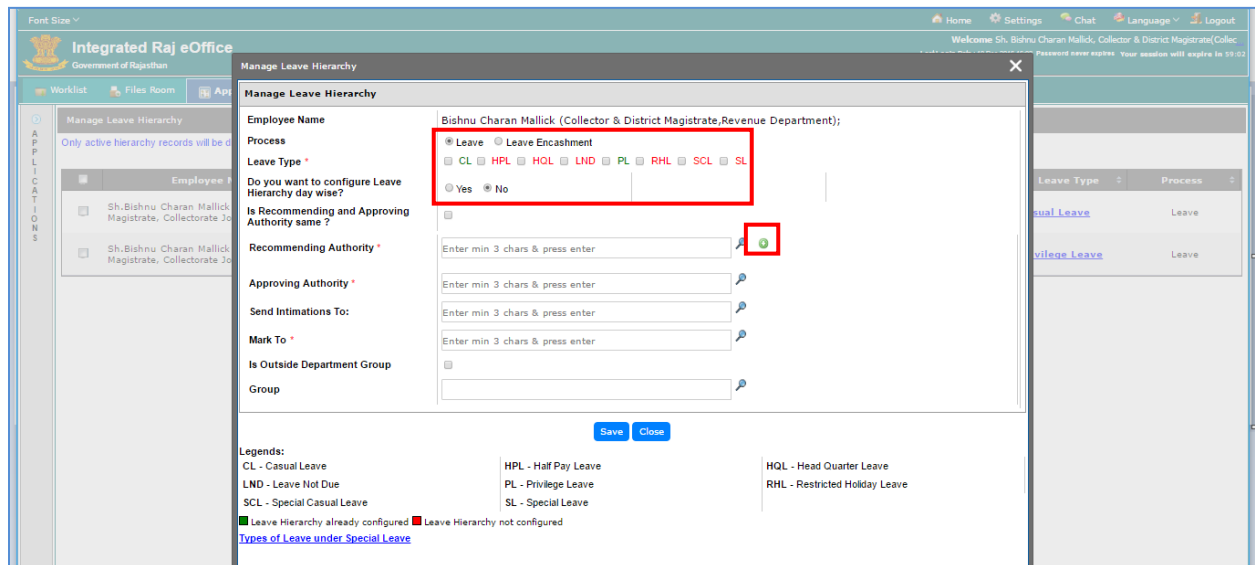 Font Size
Home Settings Chat Language Logout
Integrated Raj eOffice
Government of Rajasthan
Welcome Sh. Bishnu Charan Mallick, Collector & District Magistrate(Collec
Password never expires Your session will expire in 59:02
Worklist Files Room App
APPLICATIONS
Manage Leave Hierarchy
Only active hierarchy records will be d
Employee N
Leave Type Process
Sh.Bishnu Charan Mallick
Magistrate, Collectorate Jo
sual Leave Leave
Sh.Bishnu Charan Mallick
Magistrate, Collectorate Jo
vilege Leave Leave
Manage Leave Hierarchy X
Manage Leave Hierarchy
Employee Name Bishnu Charan Mallick (Collector & District Magistrate,Revenue Department);
Process Leave Leave Encashment
Leave Type * CL HPL HQL LND PL RHL SCL SL
Do you want to configure Leave
Hierarchy day wise? Yes No
Is Recommending and Approving
Authority same ?
Recommending Authority * Enter min 3 chars & press enter
Approving Authority * Enter min 3 chars & press enter
Send Intimations To: Enter min 3 chars & press enter
Mark To * Enter min 3 chars & press enter
Is Outside Department Group
Group
Save Close
Legends:
CL - Casual Leave HPL - Half Pay Leave HQL - Head Quarter Leave
LND - Leave Not Due PL - Privilege Leave RHL - Restricted Holiday Leave
SCL - Special Casual Leave SL - Special Leave
Leave Hierarchy already configured Leave Hierarchy not configured
Types of Leave under Special Leave